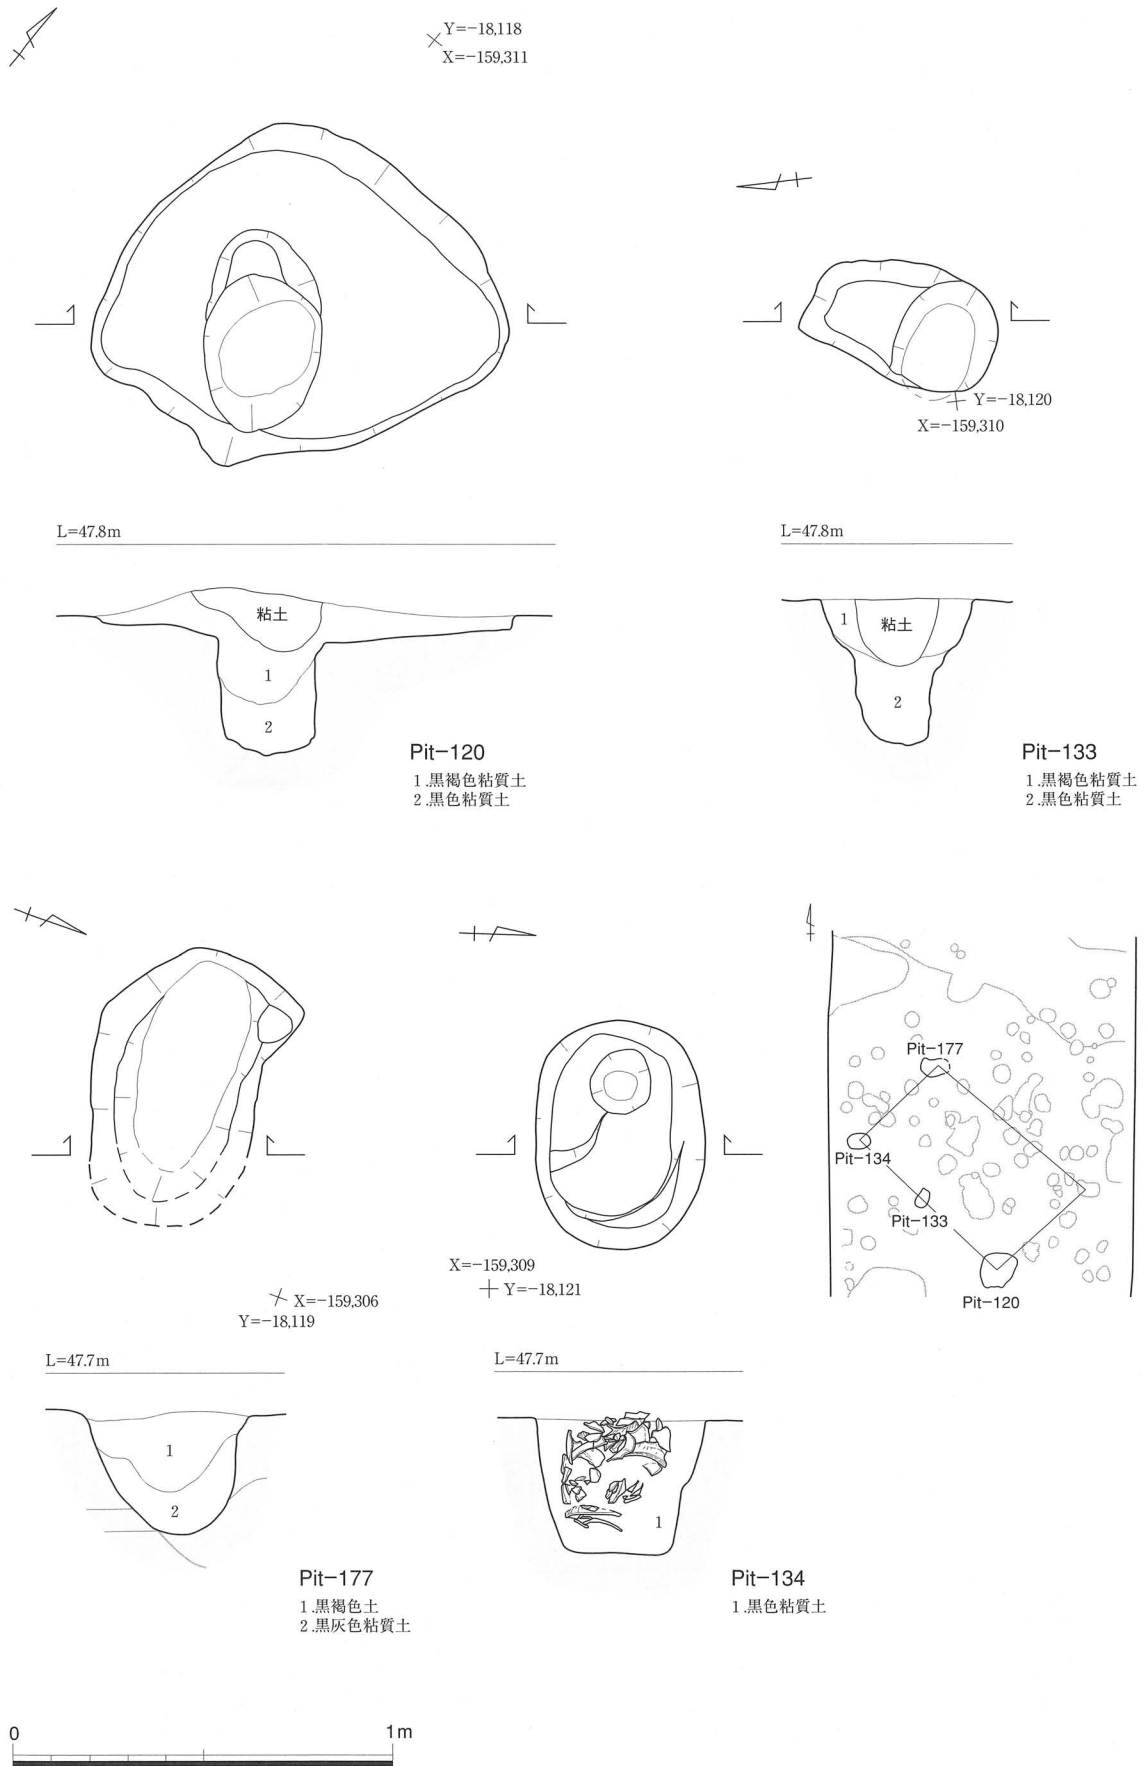 Y=−18,118
X=−159,311
Y=−18,120
X=−159,310
L=47.8m
粘土
1
2
Pit−120
1.黒褐色粘質土
2.黒色粘質土
L=47.8m
1
粘土
2
Pit−133
1.黒褐色粘質土
2.黒色粘質土
X=−159,306
Y=−18,119
X=−159,309
Y=−18,121
Pit−177
Pit−134
Pit−133
Pit−120
L=47.7m
1
2
Pit−177
1.黒褐色土
2.黒灰色粘質土
L=47.7m
1
Pit−134
1.黒色粘質土
0
1m